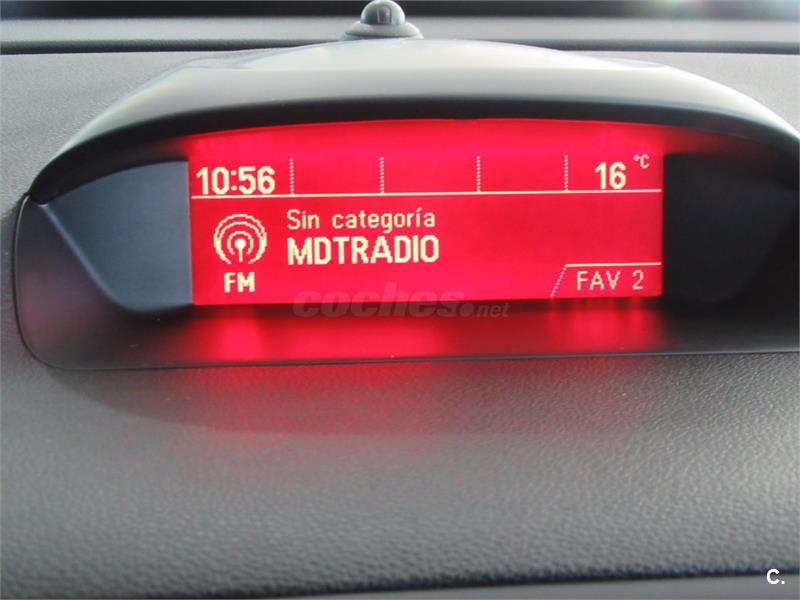 10:56 16 °C
Sin categoría
MDTRADIO
FM
FAV 2
coches.net
C.